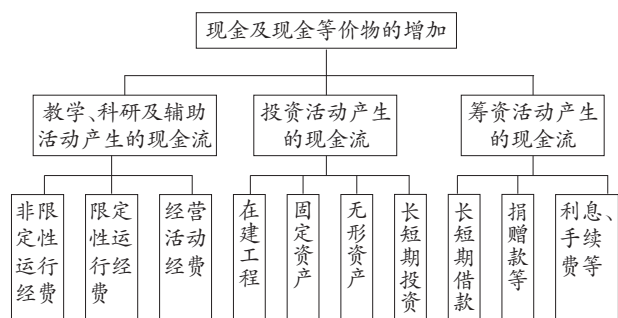 现金及现金等价物的增加
教学、科研及辅助
活动产生的现金流
投资活动产生
的现金流
筹资活动产生
的现金流
非限
定性
运行
经费
限定
性运
行经
费
经营
活动
经费
在建工程
固定资产
无形资产
长短期投资
长短期借款
捐赠款等
利息、
手续
费等